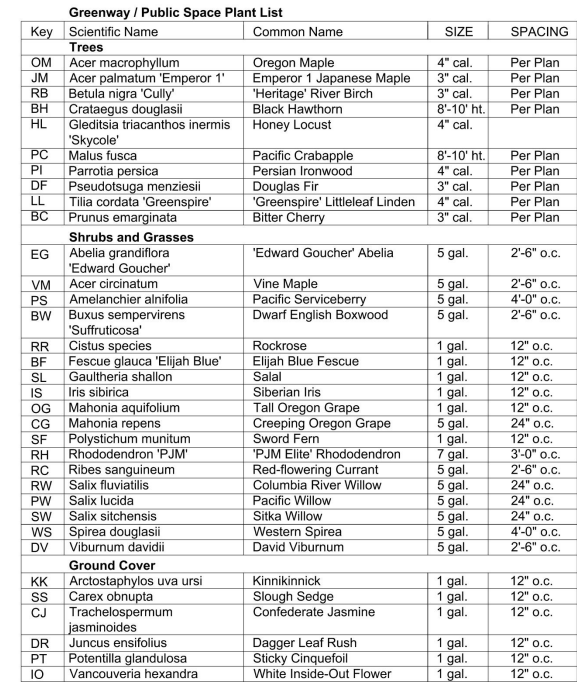 Greenway / Public Space Plant List
Key Scientific Name Common Name SIZE SPACING
Trees
OM Acer macrophyllum Oregon Maple 4" cal. Per Plan
JM Acer palmatum 'Emperor 1' Emperor 1 Japanese Maple 3" cal. Per Plan
RB Betula nigra 'Cully' 'Heritage' River Birch 3" cal. Per Plan
BH Crataegus douglasii Black Hawthorn 8'-10' ht. Per Plan
HL Gleditsia triacanthos inermis Honey Locust 4" cal.
'Skycole'
PC Malus fusca Pacific Crabapple 8'-10' ht. Per Plan
PI Parrotia persica Persian Ironwood 4" cal. Per Plan
DF Pseudotsuga menziesii Douglas Fir 3" cal. Per Plan
LL Tilia cordata 'Greenspire' 'Greenspire' Littleleaf Linden 4" cal. Per Plan
BC Prunus emarginata Bitter Cherry 3" cal. Per Plan
Shrubs and Grasses
EG Abelia grandiflora 'Edward Goucher' Abelia 5 gal. 2'-6" o.c.
'Edward Goucher'
VM Acer circinatum Vine Maple 5 gal. 2'-6" o.c.
PS Amelanchier alnifolia Pacific Serviceberry 5 gal. 4'-0" o.c.
BW Buxus sempervirens Dwarf English Boxwood 5 gal. 2'-6" o.c.
'Suffruticosa'
RR Cistus species Rockrose 1 gal. 12" o.c.
BF Fescue glauca 'Elijah Blue' Elijah Blue Fescue 1 gal. 12" o.c.
SL Gaultheria shallon Salal 1 gal. 12" o.c.
IS Iris sibirica Siberian Iris 1 gal. 12" o.c.
OG Mahonia aquifolium Tall Oregon Grape 1 gal. 12" o.c.
CG Mahonia repens Creeping Oregon Grape 5 gal. 24" o.c.
SF Polystichum munitum Sword Fern 1 gal. 12" o.c.
RH Rhododendron 'PJM' 'PJM Elite' Rhododendron 7 gal. 3'-0" o.c.
RC Ribes sanguineum Red-flowering Currant 5 gal. 2'-6" o.c.
RW Salix fluviatilis Columbia River Willow 5 gal. 24" o.c.
PW Salix lucida Pacific Willow 5 gal. 24" o.c.
SW Salix sitchensis Sitka Willow 5 gal. 24" o.c.
WS Spirea douglasii Western Spirea 5 gal. 4'-0" o.c.
DV Viburnum davidii David Viburnum 5 gal. 2'-6" o.c.
Ground Cover
KK Arctostaphylos uva ursi Kinnikinnick 1 gal. 12" o.c.
SS Carex obnupta Slough Sedge 1 gal. 12" o.c.
CJ Trachelospermum Confederate Jasmine 1 gal. 12" o.c.
jasminoides
DR Juncus ensifolius Dagger Leaf Rush 1 gal. 12" o.c.
PT Potentilla glandulosa Sticky Cinquefoil 1 gal. 12" o.c.
IO Vancouveria hexandra White Inside-Out Flower 1 gal. 12" o.c.